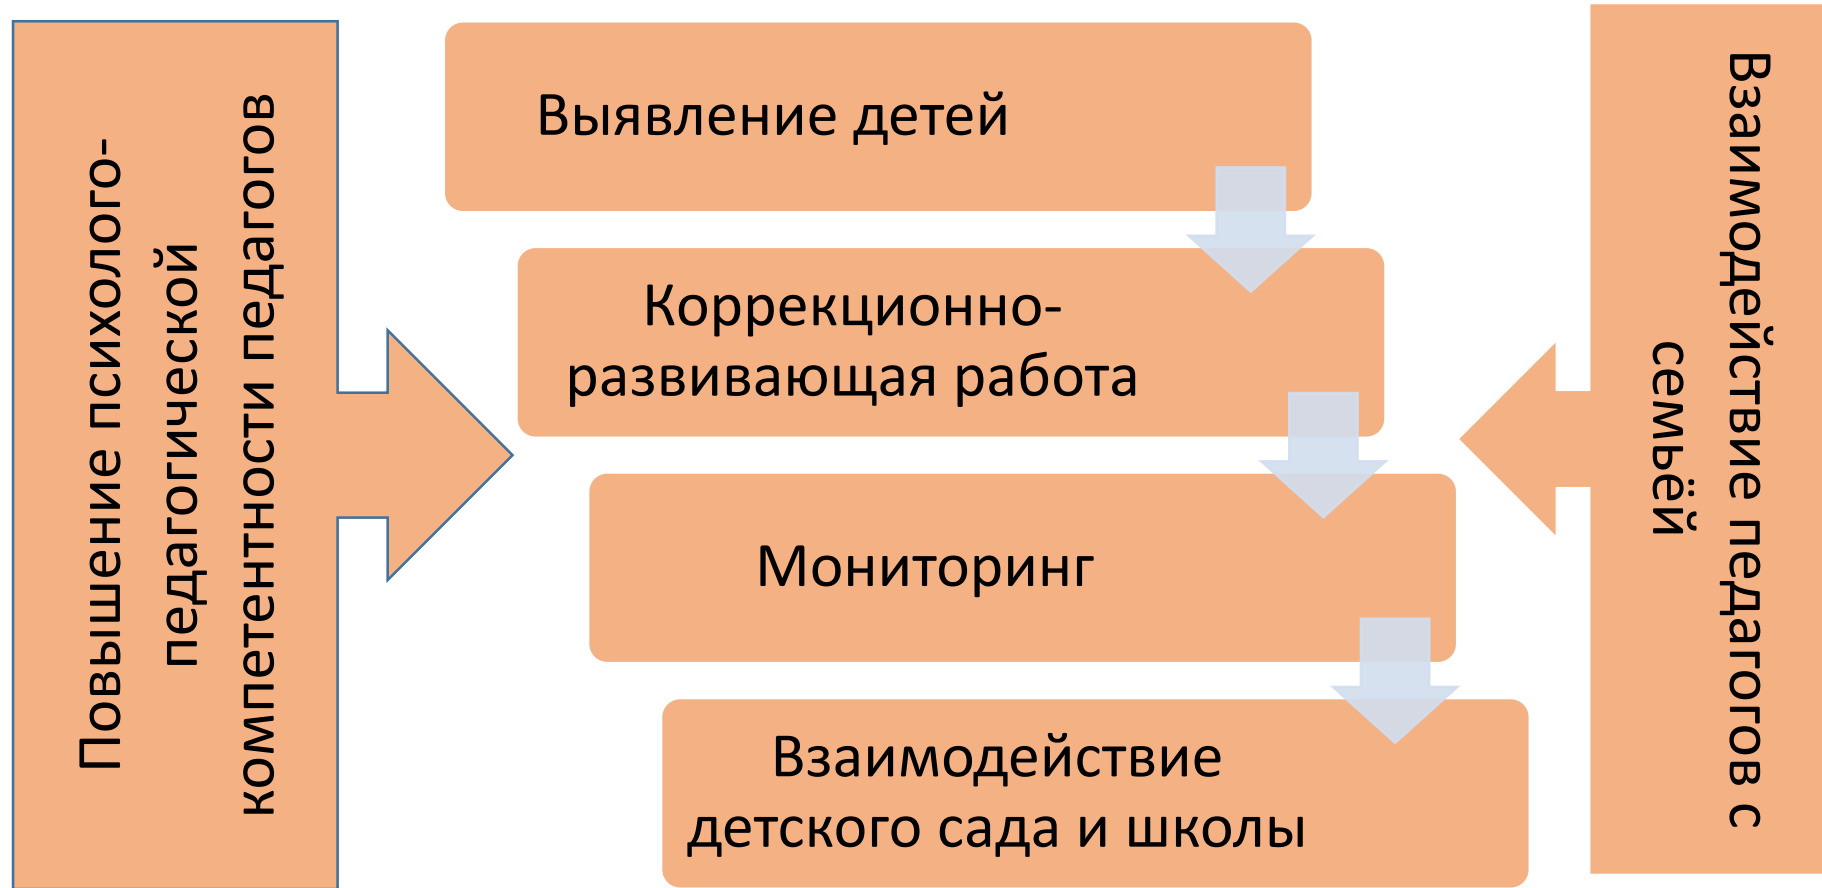 Повышение психолого-
педагогической
компетентности педагогов
Выявление детей
Коррекционно-
развивающая работа
Мониторинг
Взаимодействие
детского сада и школы
Взаимодействие педагогов с
семьёй